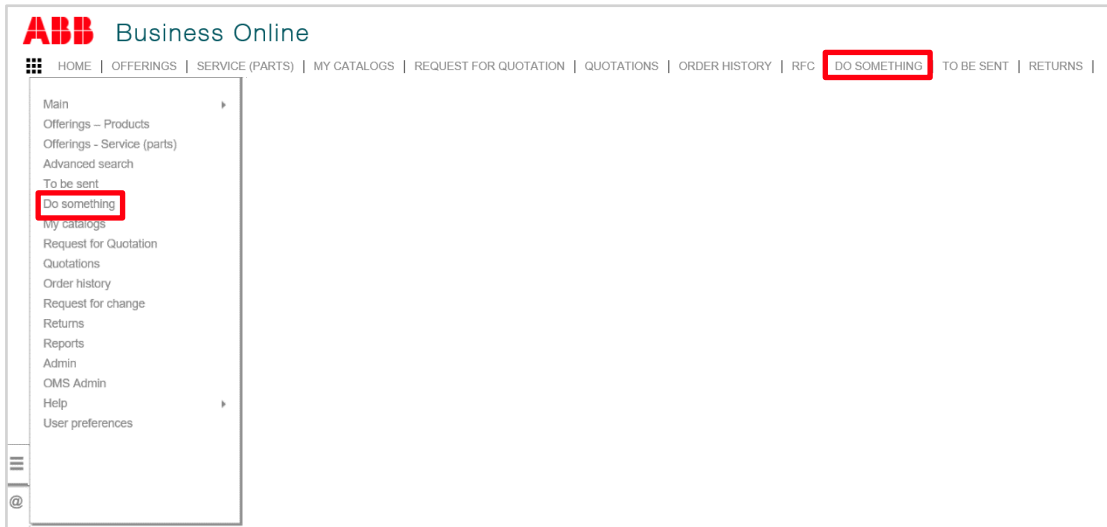 ABB Business Online
HOME | OFFERINGS | SERVICE (PARTS) | MY CATALOGS | REQUEST FOR QUOTATION | QUOTATIONS | ORDER HISTORY | RFC DO SOMETHING TO BE SENT | RETURNS |
Main
Offerings – Products
Offerings - Service (parts)
Advanced search
To be sent
Do something
My catalogs
Request for Quotation
Quotations
Order history
Request for change
Returns
Reports
Admin
OMS Admin
Help
User preferences
@